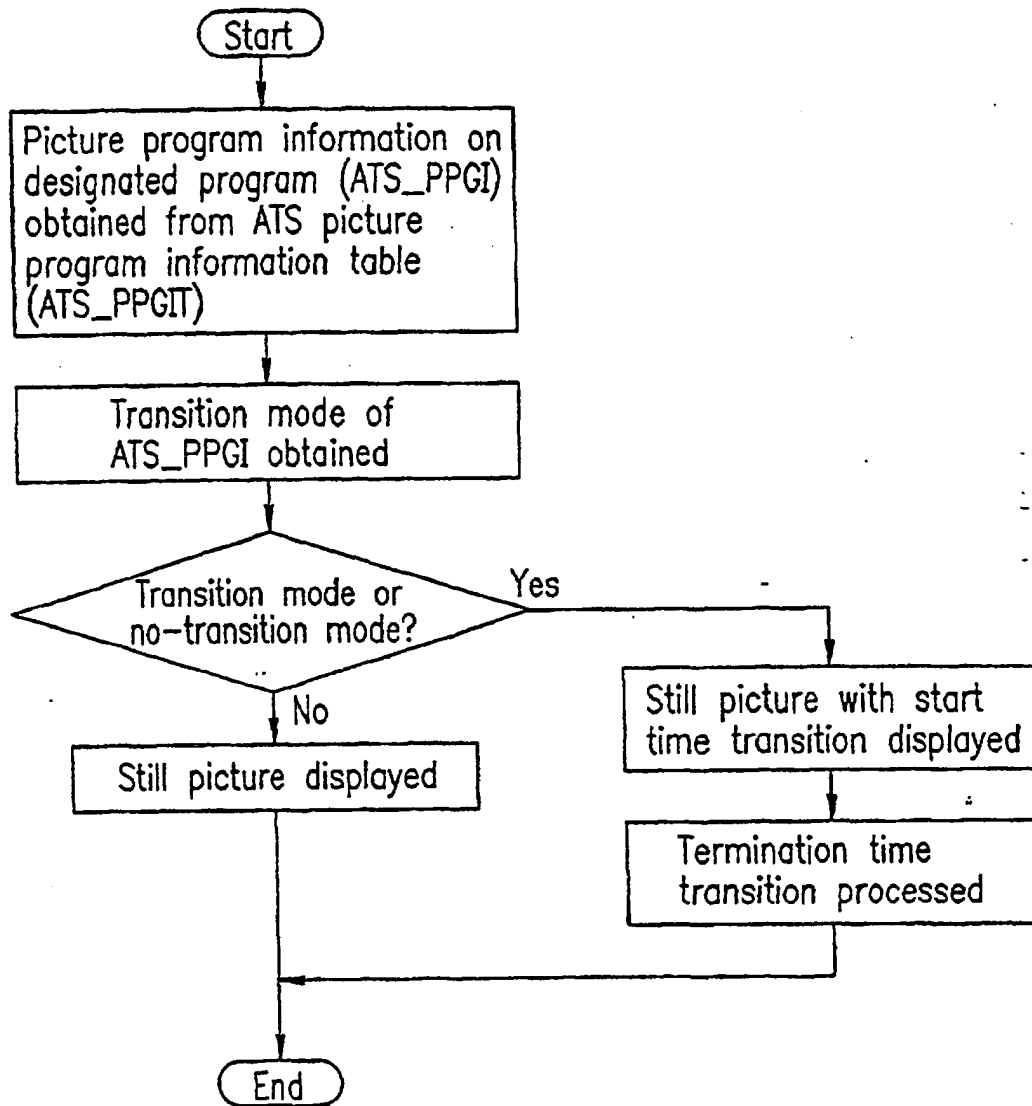 Start
Picture program information on
designated program (ATS_PPGI)
obtained from ATS picture
program information table
(ATS_PPGIT)
Transition mode of
ATS_PPGI obtained
Transition mode or
no-transition mode?
Yes
No
Still picture displayed
Still picture with start
time transition displayed
Termination time
transition processed
End